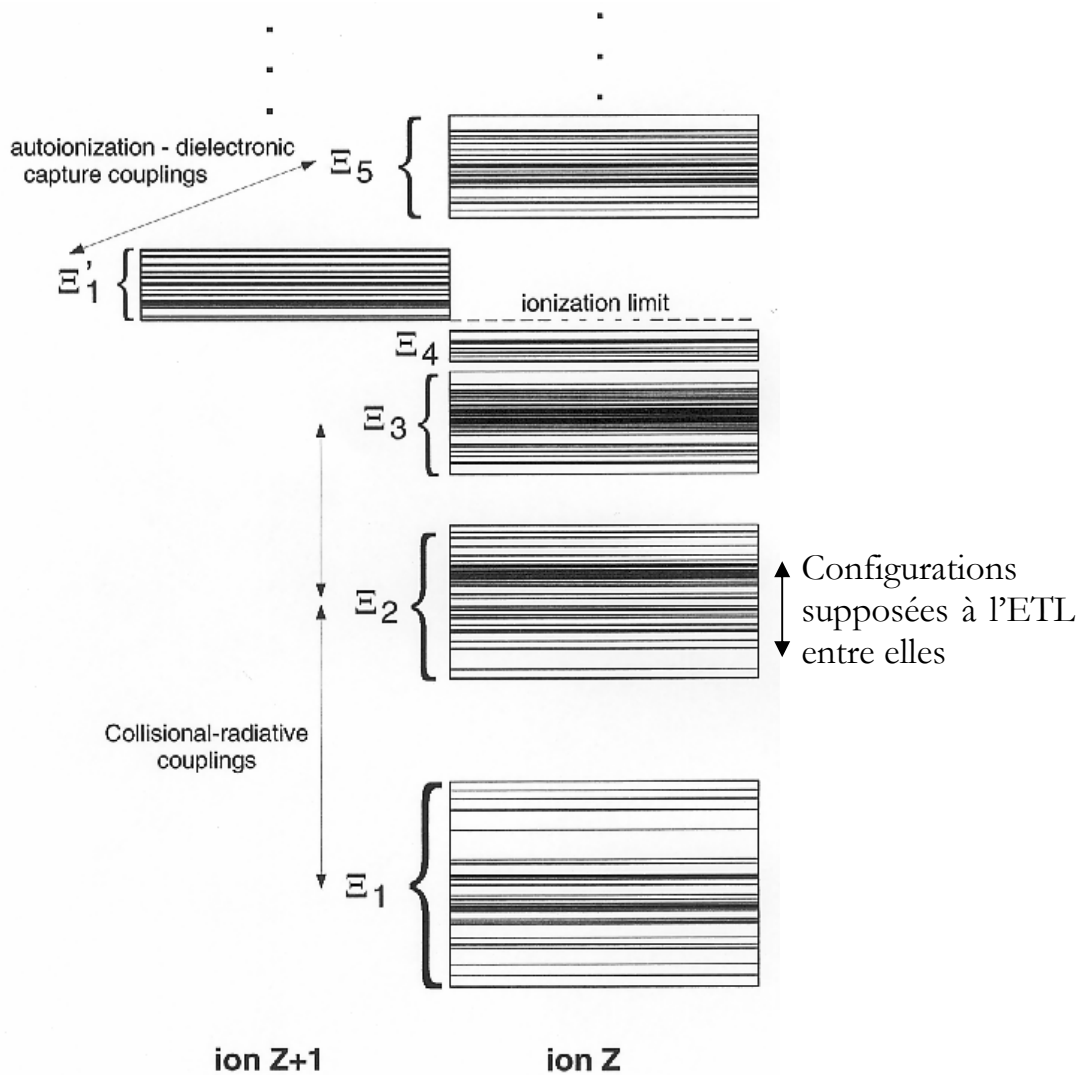 autoionization - dielectronic
capture couplings
Ξ5
Ξ'1
ionization limit
Ξ4
Ξ3
Ξ2
Configurations
supposées à l’ETL
entre elles
Collisional-radiative
couplings
Ξ1
ion Z+1
ion Z